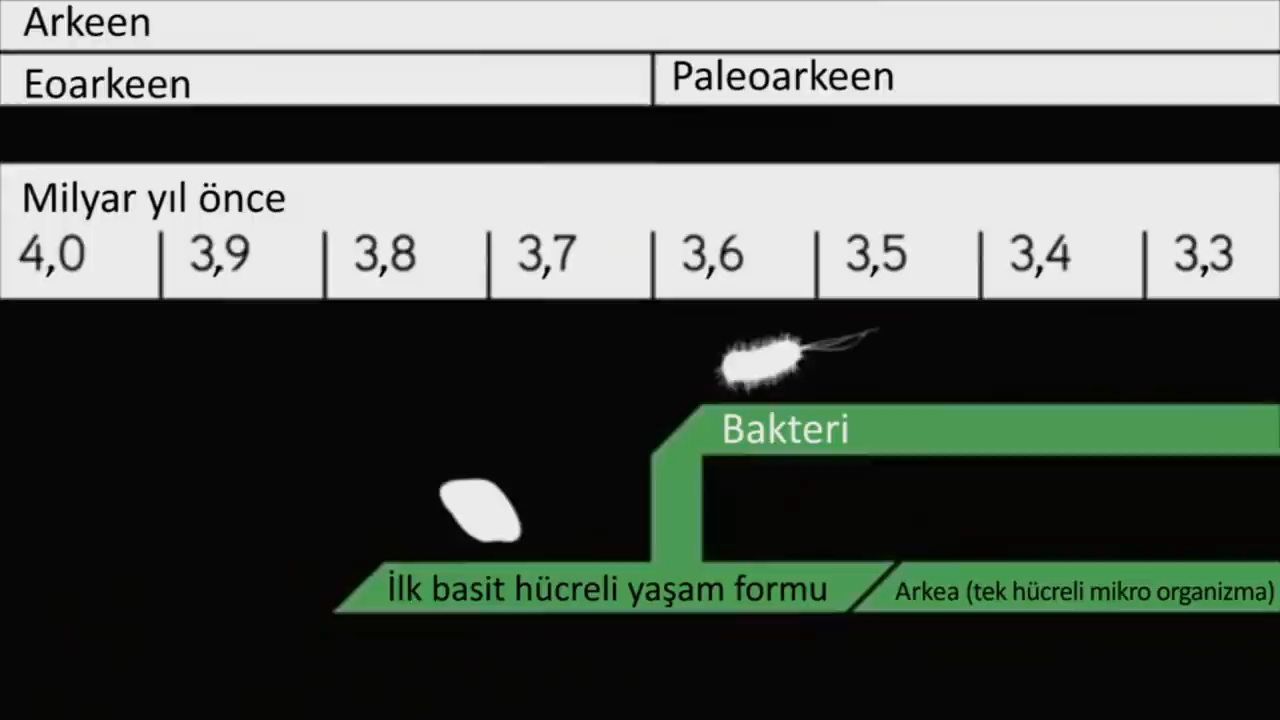 Arkeen
Eoarkeen
Paleoarkeen
Milyar yıl önce
4,0 3,9 3,8 3,7 3,6 3,5 3,4 3,3
Bakteri
İlk basit hücreli yaşam formu
Arkea (tek hücreli mikro organizma)